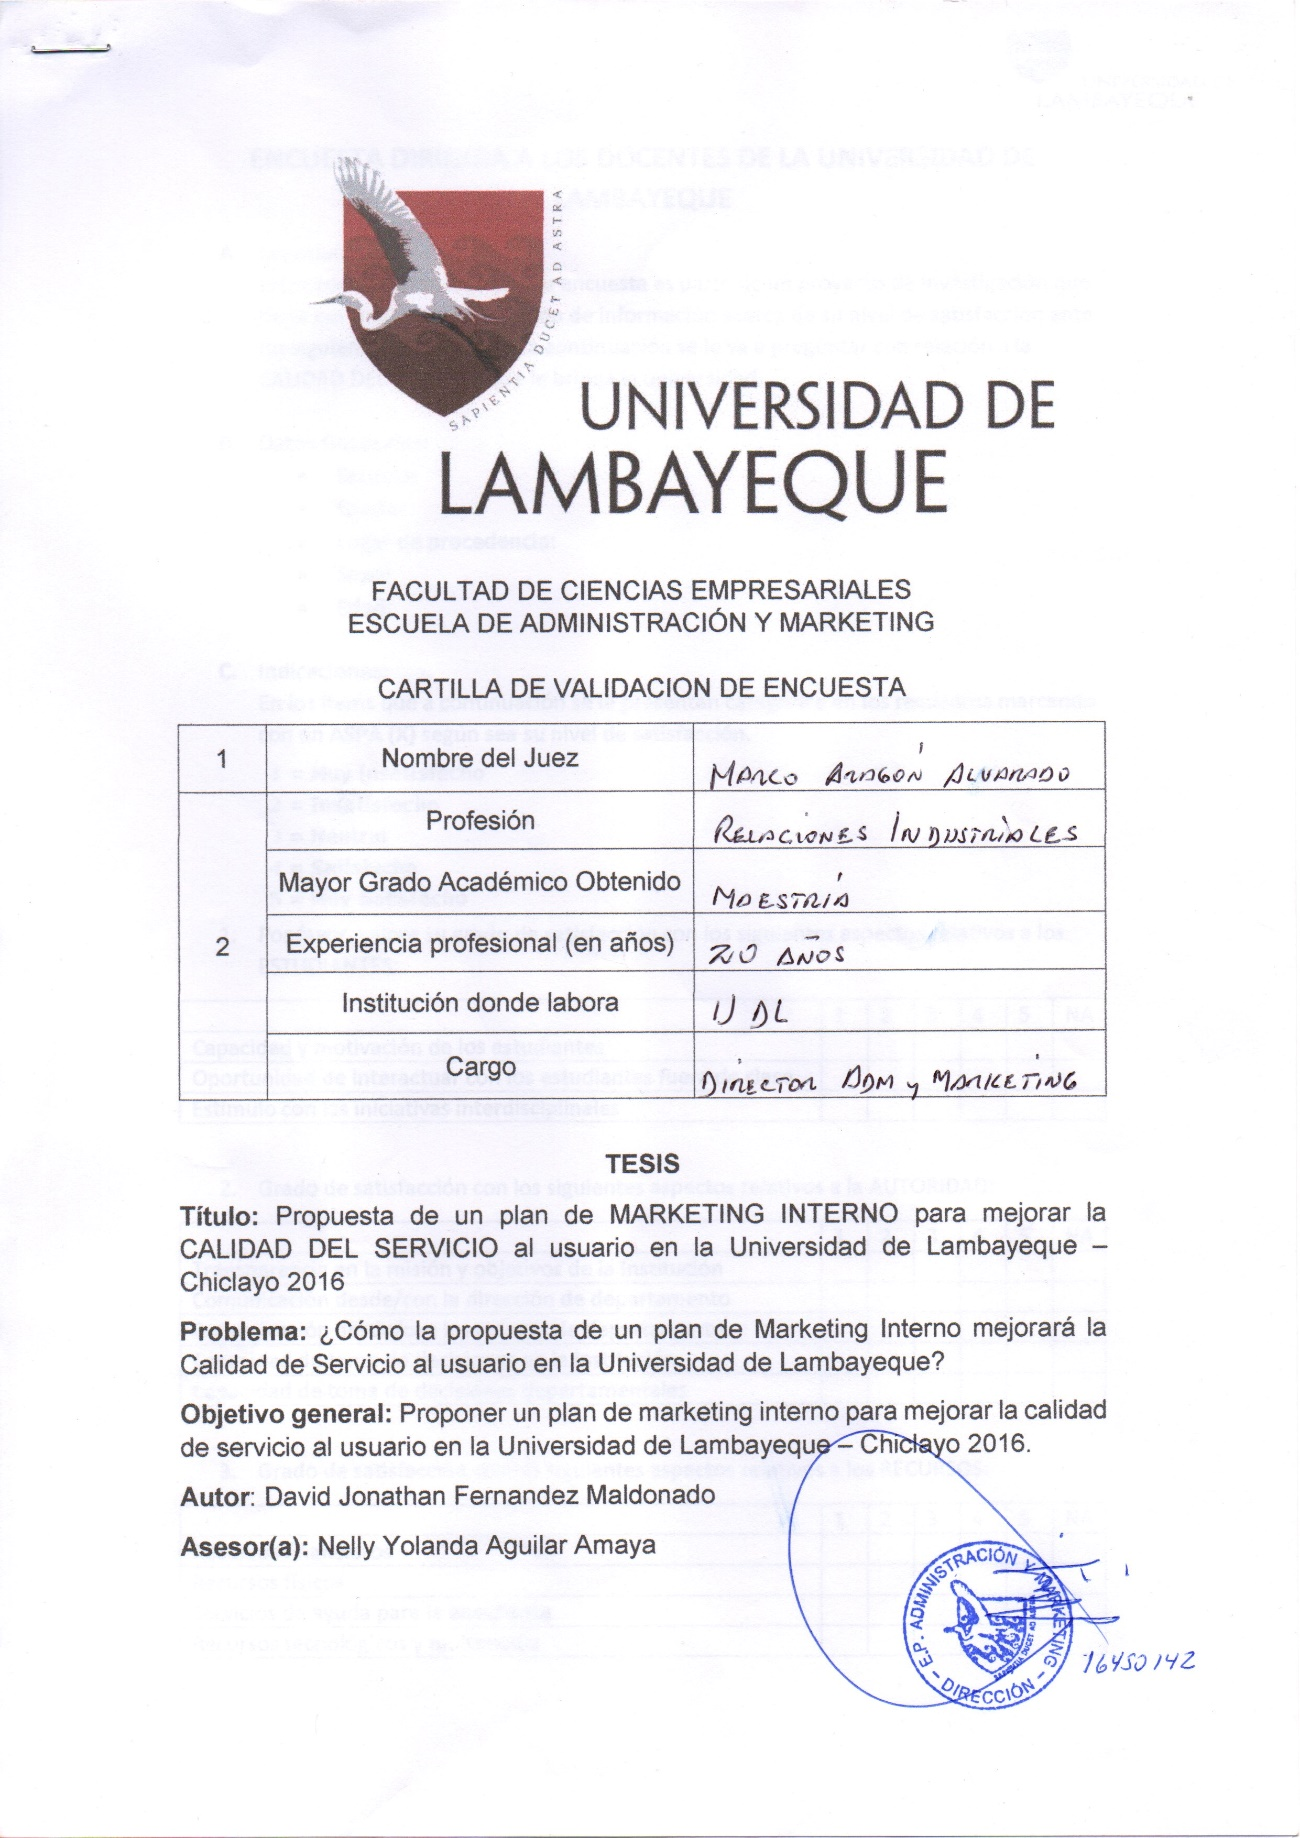 SAPIENTIA DUCET AD ASTRA
UNIVERSIDAD DE
LAMBAYEQUE
FACULTAD DE CIENCIAS EMPRESARIALES
ESCUELA DE ADMINISTRACIÓN Y MARKETING
CARTILLA DE VALIDACION DE ENCUESTA
1 Nombre del Juez MARCO ARAGÓN ALVARADO
Profesión RELACIONES INDUSTRIALES
Mayor Grado Académico Obtenido MAESTRÍA
2 Experiencia profesional (en años) 20 AÑOS
Institución donde labora UDL
Cargo DIRECTOR ADM y MARKETING
TESIS
Título: Propuesta de un plan de MARKETING INTERNO para mejorar la
CALIDAD DEL SERVICIO al usuario en la Universidad de Lambayeque –
Chiclayo 2016
Problema: ¿Cómo la propuesta de un plan de Marketing Interno mejorará la
Calidad de Servicio al usuario en la Universidad de Lambayeque?
Objetivo general: Proponer un plan de marketing interno para mejorar la calidad
de servicio al usuario en la Universidad de Lambayeque – Chiclayo 2016.
Autor: David Jonathan Fernandez Maldonado
Asesor(a): Nelly Yolanda Aguilar Amaya
E.P. ADMINISTRACIÓN Y MARKETING
– DIRECCIÓN –
SAPIENTIA DUCET AD ASTRA
16450142